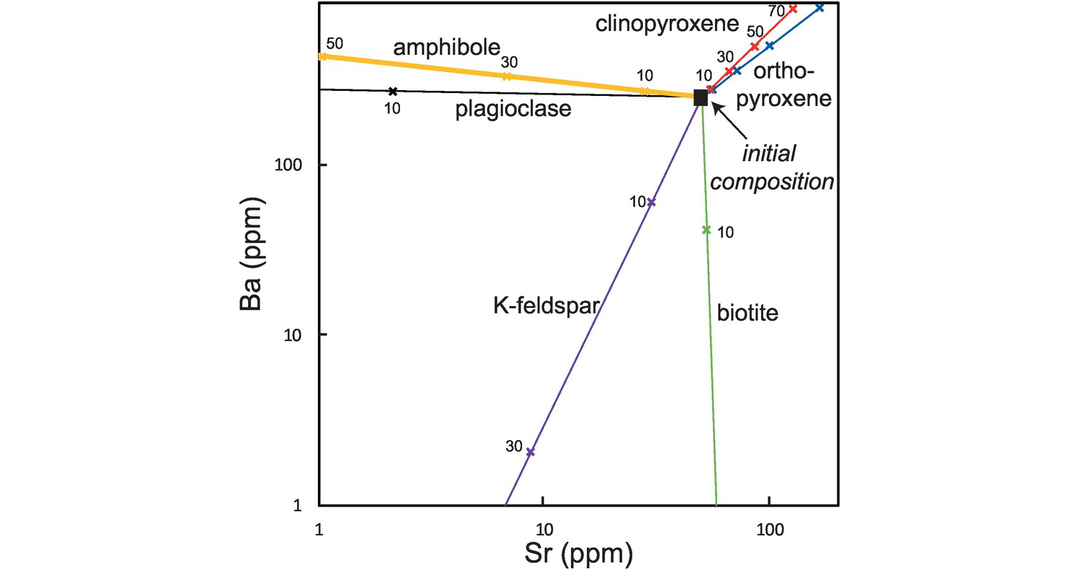 70
clinopyroxene
50
50
amphibole
30
30
10
10
ortho-
pyroxene
10
plagioclase
initial
composition
100
10
10
Ba (ppm)
K-feldspar
biotite
10
30
1
1
10
100
Sr (ppm)